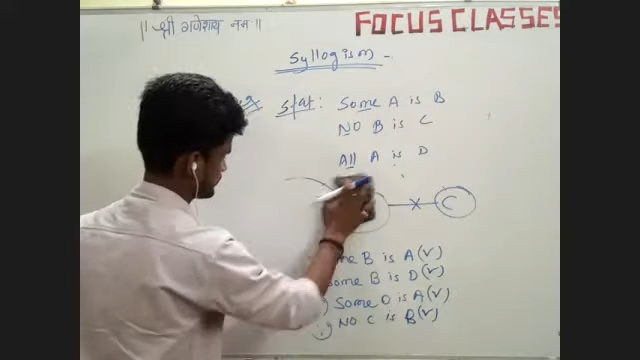 || श्री गणेशाय नम ||
FOCUS CLASSES
Syllogism
Stat : Some A is B
NO B is C
All A is D
C
me B is A (V)
ome B is D (V)
) Some D is A (V)
) NO C is B (V)